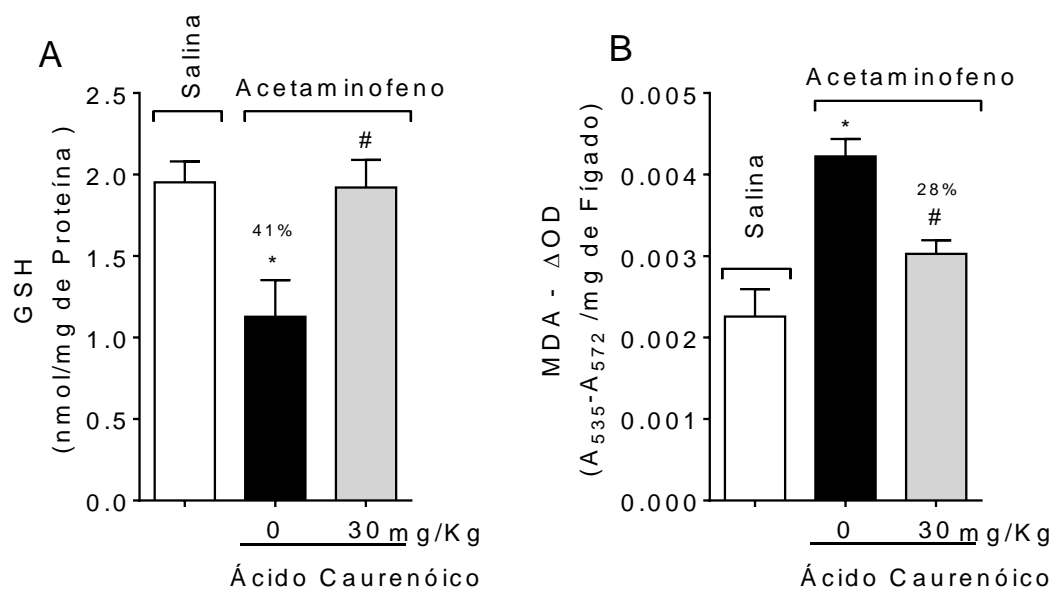 A
Salina
Acetaminofeno
GSH
(nmol/mg de Proteína )
2.5
2.0
1.5
1.0
0.5
0.0
41%
*
#
0
30 mg/Kg
Ácido Caurenóico
B
Acetaminofeno
Salina
MDA - ΔOD
(A535-A572 /mg de Fígado)
0.005
0.004
0.003
0.002
0.001
0.000
*
28%
#
0
30 mg/Kg
Ácido Caurenóico